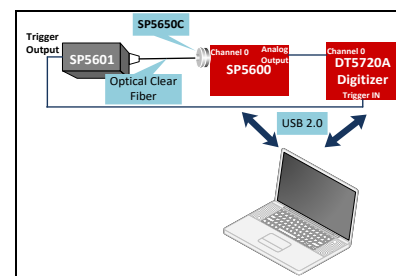 SP5650C
Trigger
Output
SP5601
Optical Clear
Fiber
Channel 0
Analog
Output
SP5600
Channel 0
DT5720A
Digitizer
Trigger IN
USB 2.0